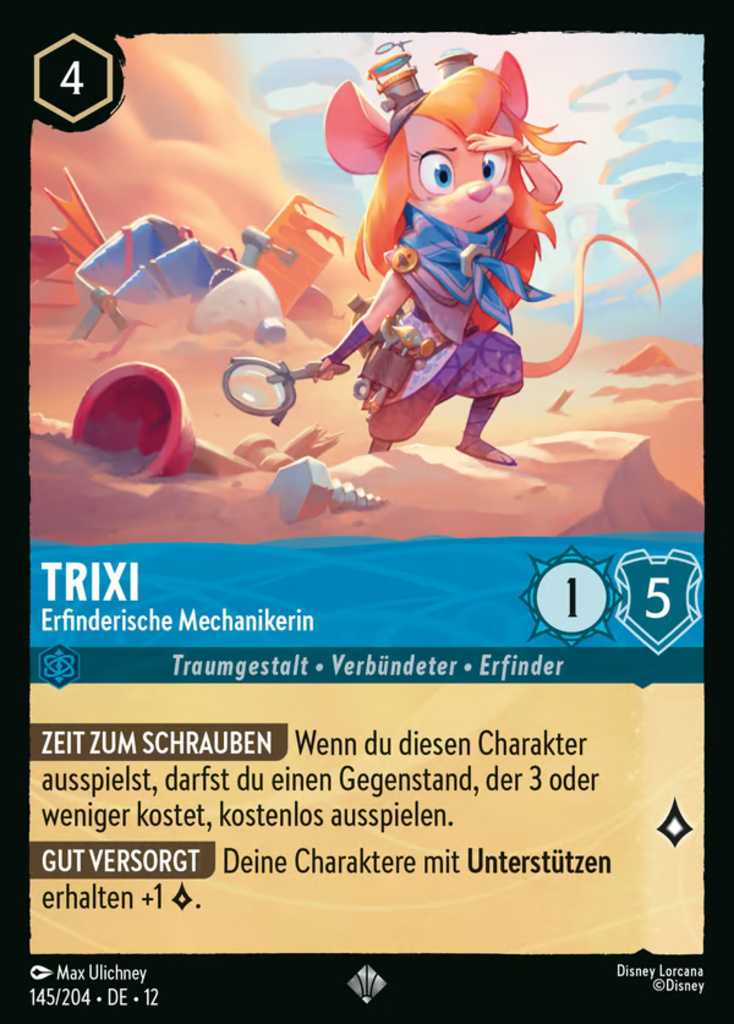 4
TRIXI
Erfinderische Mechanikerin
1
5
Traumgestalt • Verbündeter • Erfinder
ZEIT ZUM SCHRAUBEN Wenn du diesen Charakter
ausspielst, darfst du einen Gegenstand, der 3 oder
weniger kostet, kostenlos ausspielen.
GUT VERSORGT Deine Charaktere mit Unterstützen
erhalten +1 .
Max Ulichney
145/204 • DE • 12
Disney Lorcana
©Disney